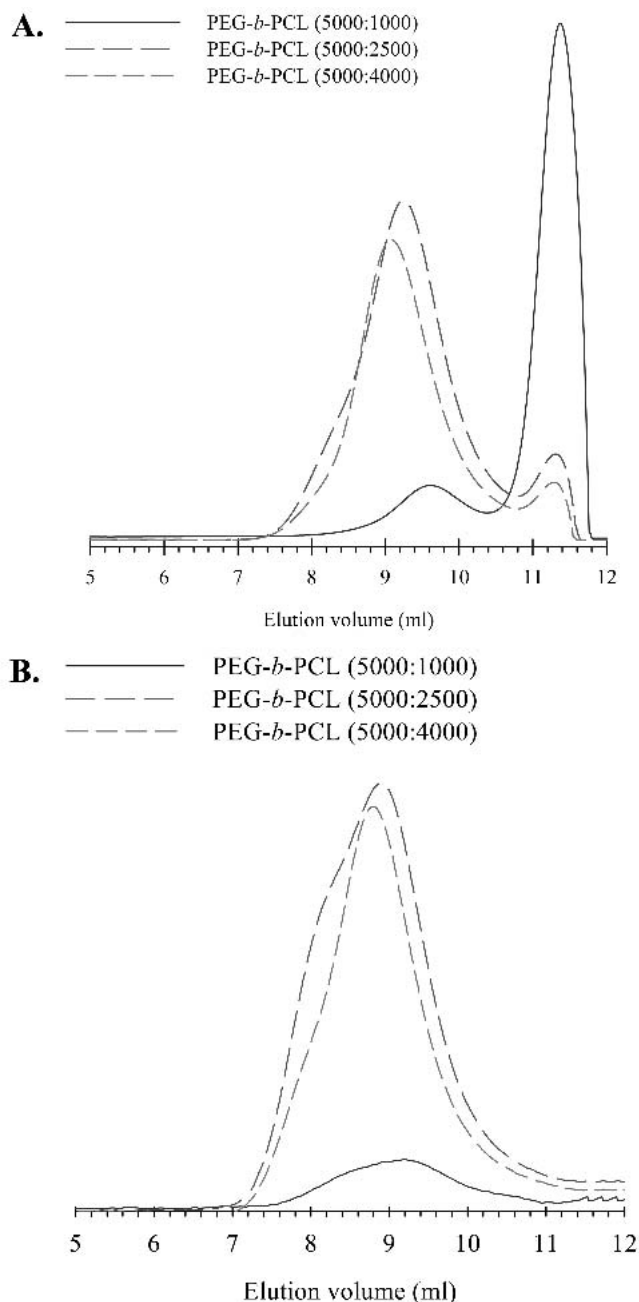 A.
PEG-b-PCL (5000:1000)
PEG-b-PCL (5000:2500)
PEG-b-PCL (5000:4000)
5 6 7 8 9 10 11 12
Elution volume (ml)
B.
PEG-b-PCL (5000:1000)
PEG-b-PCL (5000:2500)
PEG-b-PCL (5000:4000)
5 6 7 8 9 10 11 12
Elution volume (ml)